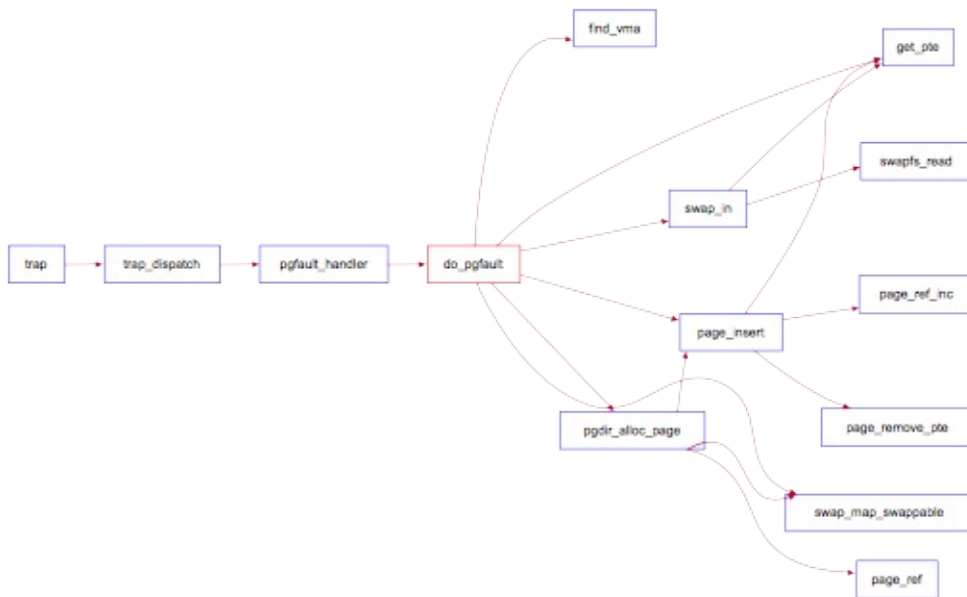 find_vma
get_pte
swapfs_read
swap_in
trap
trap_dispatch
pgfault_handler
do_pgfault
page_ref_inc
page_insert
pgdir_alloc_page
page_remove_pte
swap_map_swappable
page_ref